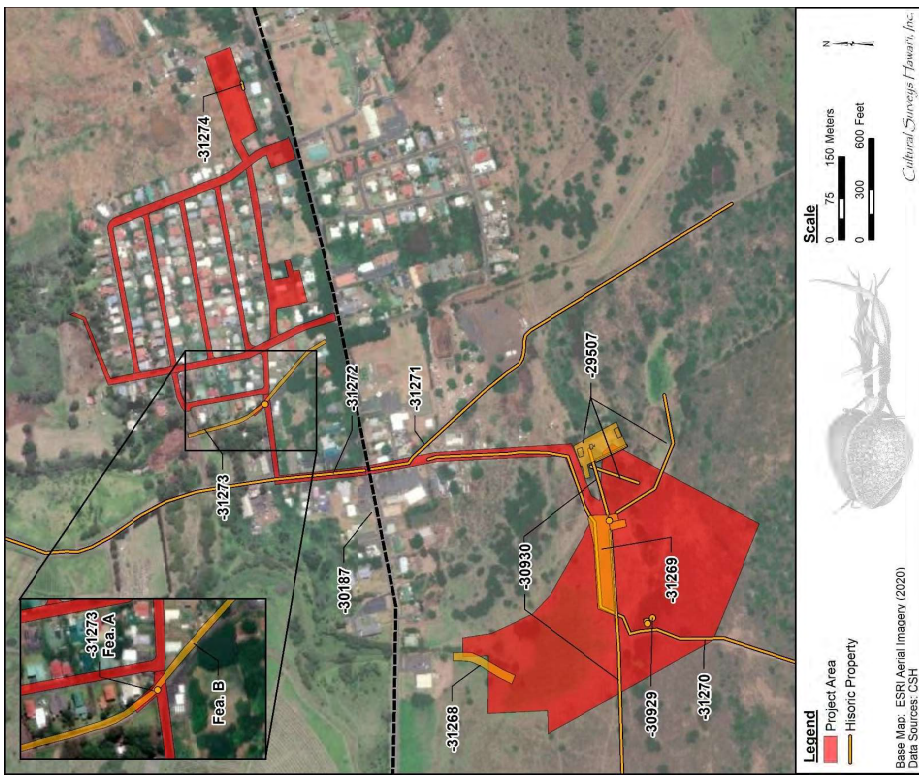 -31274
-31273
-31272
-31271
-29507
-30187
-30930
-31269
-31268
-30929
-31270
-31273
Fea. A
Fea. B
Legend
Project Area
Hisoric Property
Base Map: ESRI Aerial Imagery (2020)
Data Sources: CSH
Scale
0 75 150 Meters
0 300 600 Feet
N
Cultural Surveys Hawai'i, Inc.